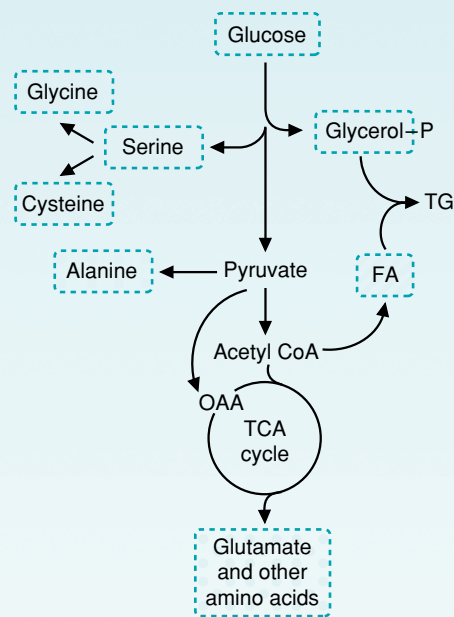 Glucose
Glycine
Glycerol–P
Serine
Cysteine
TG
Alanine
Pyruvate
FA
Acetyl CoA
OAA
TCA
cycle
Glutamate
and other
amino acids